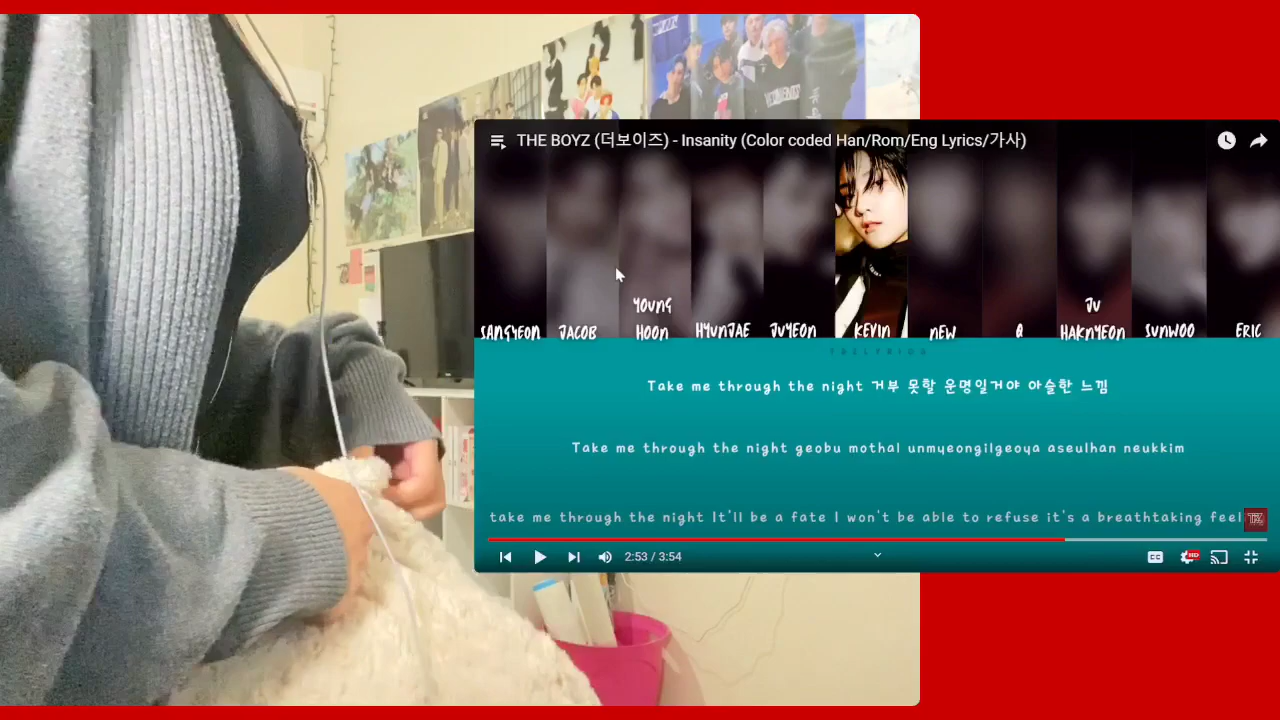 THE BOYZ (더보이즈) - Insanity (Color coded Han/Rom/Eng Lyrics/가사)
SANGYEON JACOB YOUNG HOON HYUNJAE JUYEON KEVIN NEW Q JU HAKNYEON SUNWOO ERIC
Take me through the night 거부 못할 운명일거야 아슬한 느낌
Take me through the night geobu mothal unmyeongilgeoya aseulhan neukkim
take me through the night It'll be a fate I won't be able to refuse it's a breathtaking feel
2:53 / 3:54
CC
HD